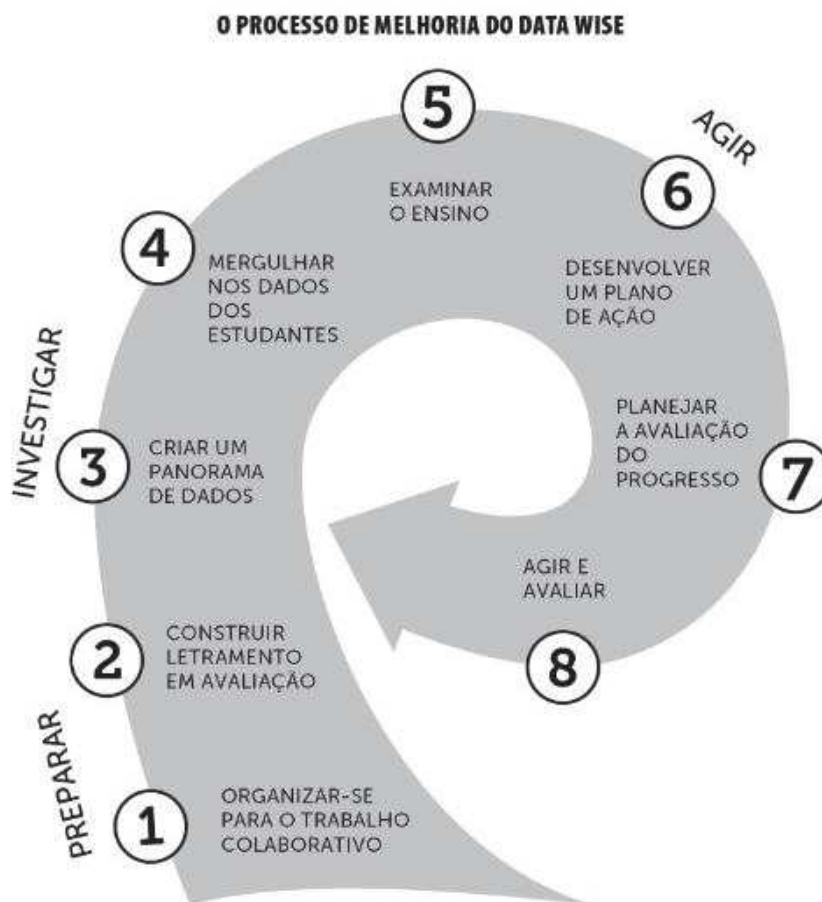 O PROCESSO DE MELHORIA DO DATA WISE
5
AGIR
6
EXAMINAR
O ENSINO
4
MERGULHAR
NOS DADOS
DOS
ESTUDANTES
DESENVOLVER
UM PLANO
DE AÇÃO
INVESTIGAR
3
CRIAR UM
PANORAMA
DE DADOS
PLANEJAR
A AVALIAÇÃO
DO
PROGRESSO
7
AGIR E
AVALIAR
8
2
CONSTRUIR
LETRAMENTO
EM AVALIAÇÃO
PREPARAR
1
ORGANIZAR-SE
PARA O TRABALHO
COLABORATIVO